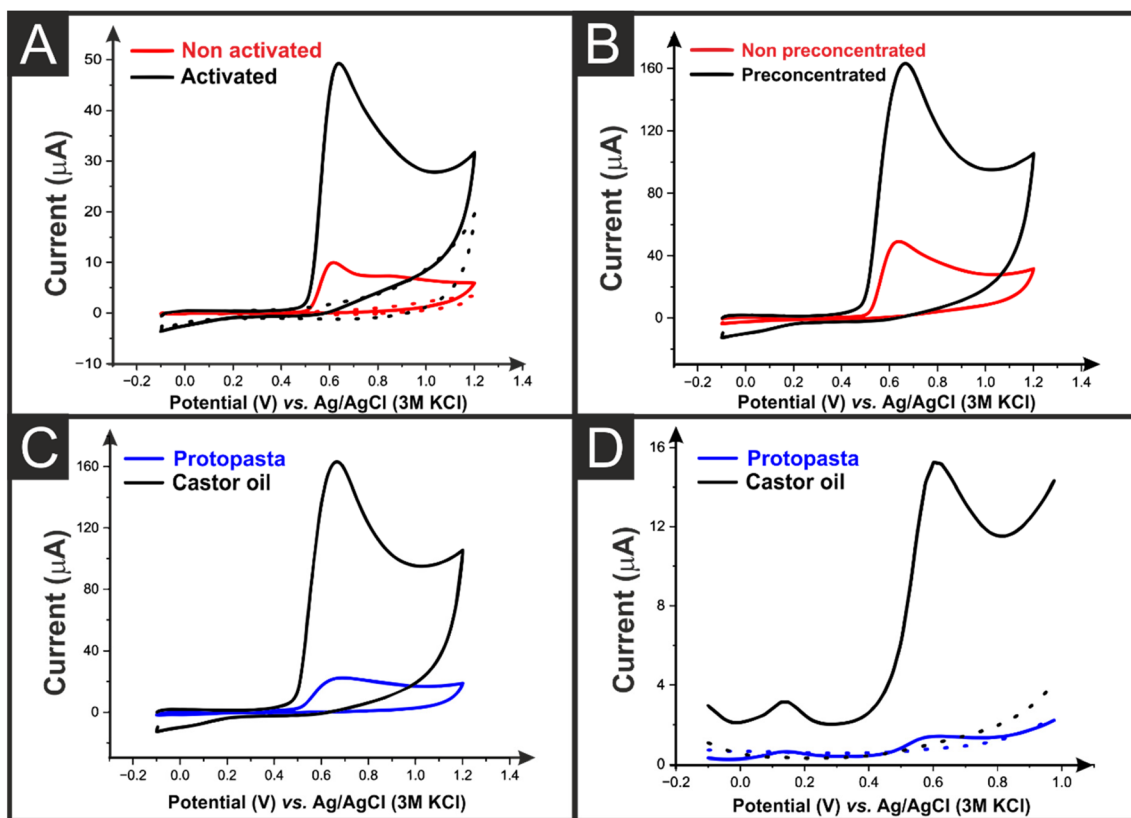 A
Non activated
Activated
Current (μA)
50
40
30
20
10
0
−10
−0.2 0.0 0.2 0.4 0.6 0.8 1.0 1.2 1.4
Potential (V) vs. Ag/AgCl (3M KCl)
B
Non preconcentrated
Preconcentrated
Current (μA)
160
120
80
40
0
−0.2 0.0 0.2 0.4 0.6 0.8 1.0 1.2 1.4
Potential (V) vs. Ag/AgCl (3M KCl)
C
Protopasta
Castor oil
Current (μA)
160
120
80
40
0
−0.2 0.0 0.2 0.4 0.6 0.8 1.0 1.2 1.4
Potential (V) vs. Ag/AgCl (3M KCl)
D
Protopasta
Castor oil
Current (μA)
16
12
8
4
0
−0.2 0.0 0.2 0.4 0.6 0.8 1.0
Potential (V) vs. Ag/AgCl (3M KCl)